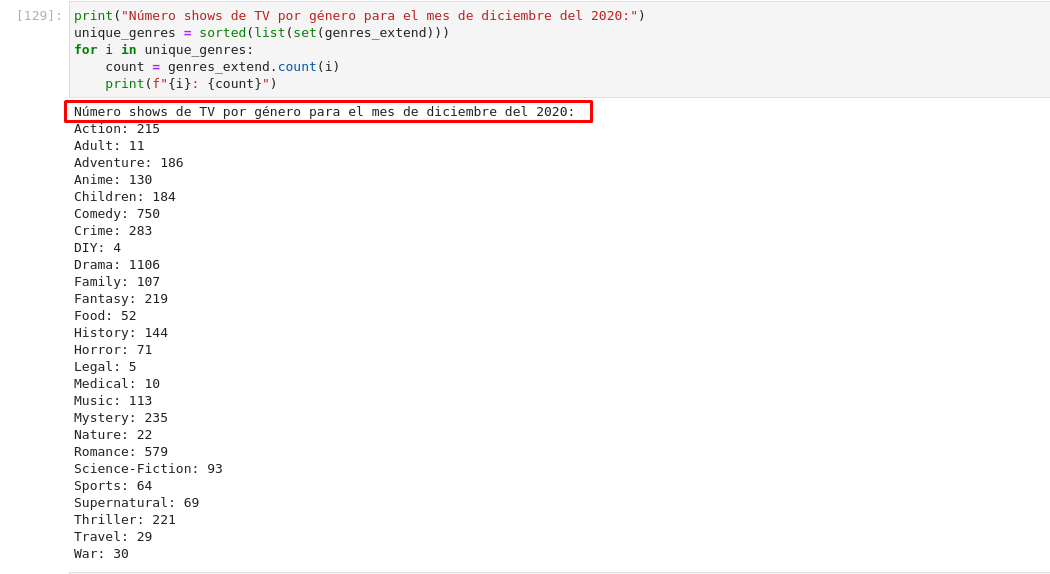 [129]: print("Número shows de TV por género para el mes de diciembre del 2020:")
unique_genres = sorted(list(set(genres_extend)))
for i in unique_genres:
    count = genres_extend.count(i)
    print(f"{i}: {count}")
Número shows de TV por género para el mes de diciembre del 2020:
Action: 215
Adult: 11
Adventure: 186
Anime: 130
Children: 184
Comedy: 750
Crime: 283
DIY: 4
Drama: 1106
Family: 107
Fantasy: 219
Food: 52
History: 144
Horror: 71
Legal: 5
Medical: 10
Music: 113
Mystery: 235
Nature: 22
Romance: 579
Science-Fiction: 93
Sports: 64
Supernatural: 69
Thriller: 221
Travel: 29
War: 30